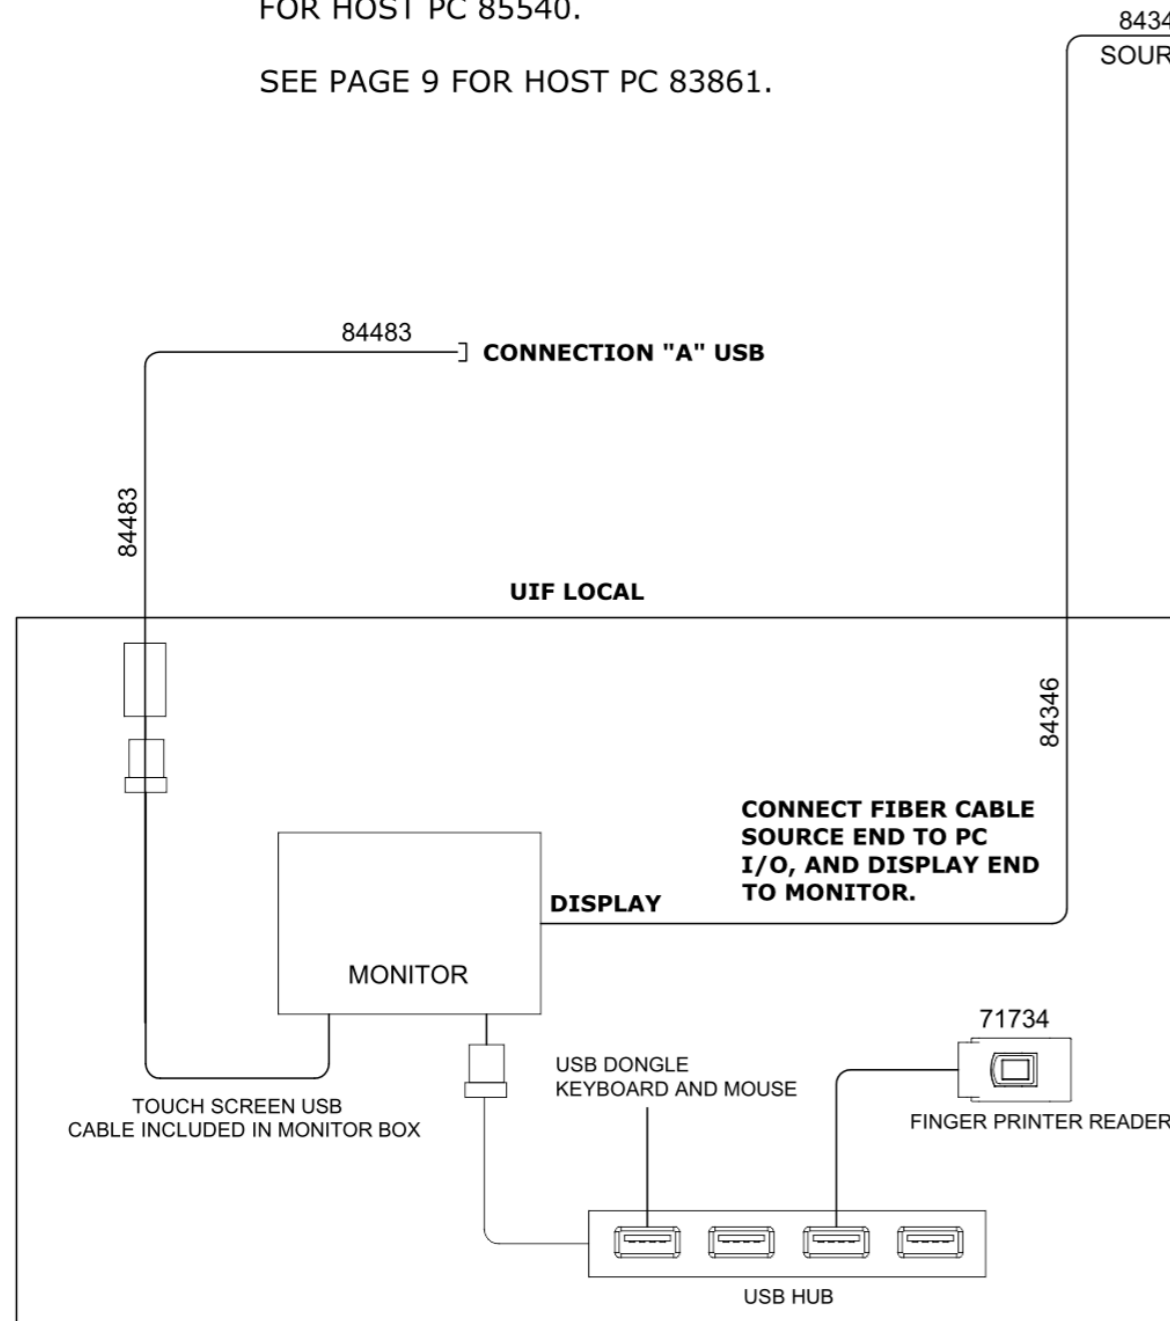 FOR HOST PC 85540.
SEE PAGE 9 FOR HOST PC 83861.
8434
SOUR
84483
CONNECTION "A" USB
84483
UIF LOCAL
84346
CONNECT FIBER CABLE
SOURCE END TO PC
I/O, AND DISPLAY END
TO MONITOR.
DISPLAY
MONITOR
71734
USB DONGLE
KEYBOARD AND MOUSE
TOUCH SCREEN USB
CABLE INCLUDED IN MONITOR BOX
FINGER PRINTER READER
USB HUB